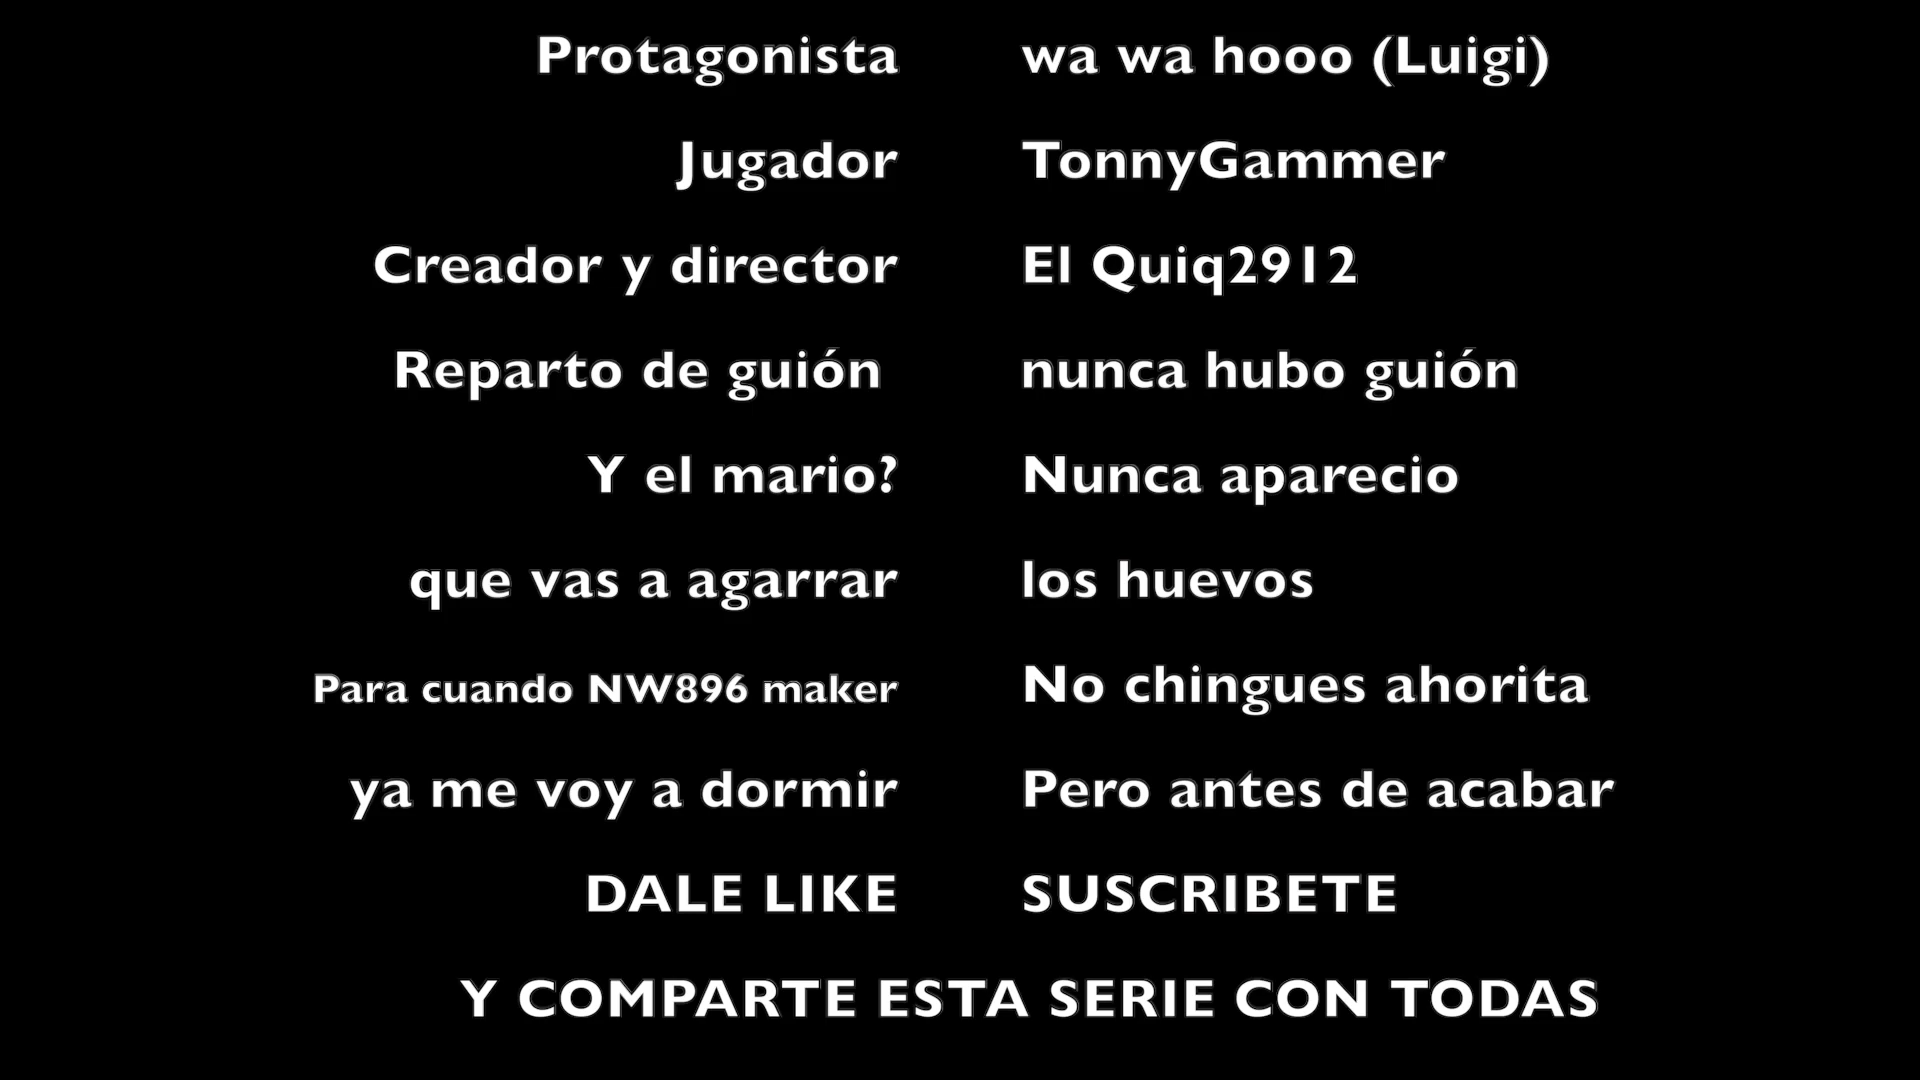 Protagonista wa wa hooo (Luigi)
Jugador TonnyGammer
Creador y director El Quiq2912
Reparto de guión nunca hubo guión
Y el mario? Nunca aparecio
que vas a agarrar los huevos
Para cuando NW896 maker No chingues ahorita
ya me voy a dormir Pero antes de acabar
DALE LIKE SUSCRIBETE
Y COMPARTE ESTA SERIE CON TODAS